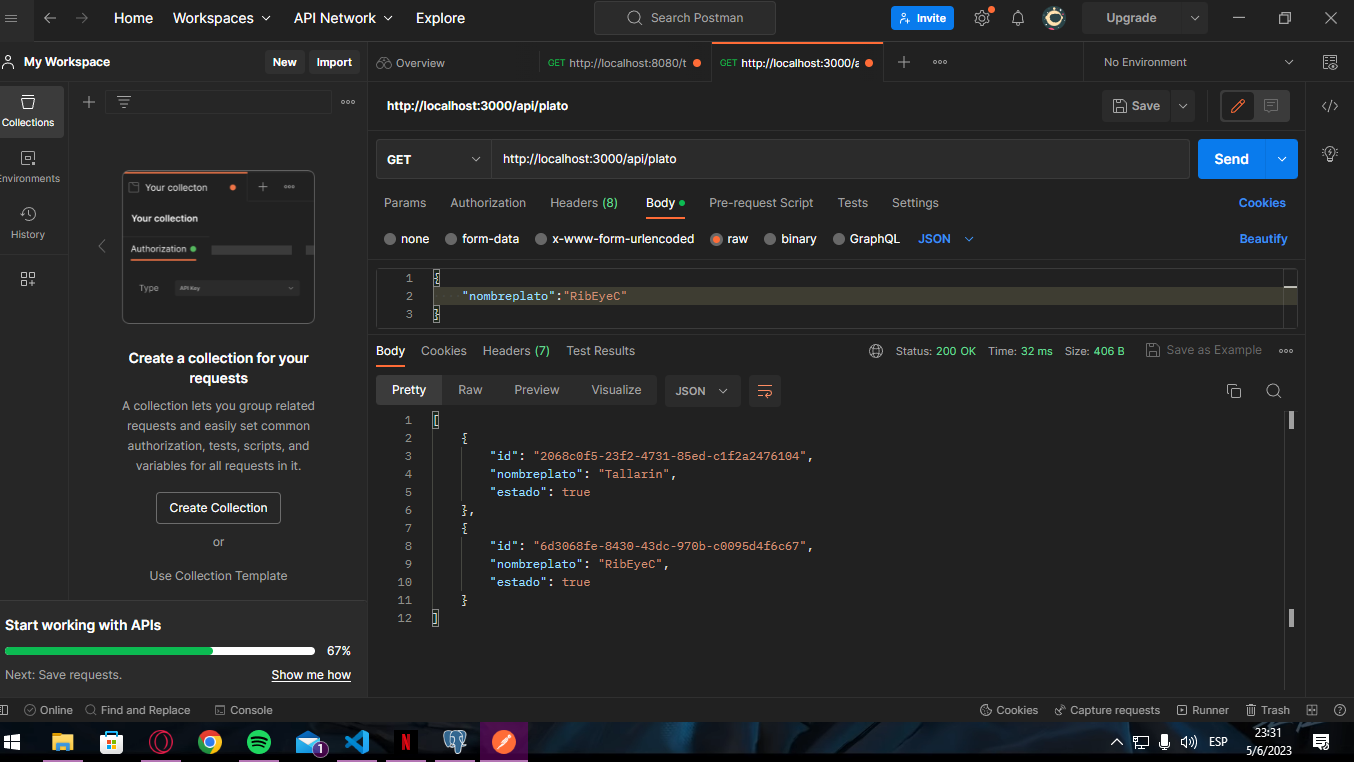 Home Workspaces API Network Explore Search Postman Invite Upgrade
My Workspace New Import Overview GET http://localhost:8080/t GET http://localhost:3000/a No Environment
Collections
Environments
History
Your collecton
Your collection
Authorization
Type API Key
Create a collection for your
requests
A collection lets you group related
requests and easily set common
authorization, tests, scripts, and
variables for all requests in it.
Create Collection
or
Use Collection Template
Start working with APIs
67%
Next: Save requests. Show me how
http://localhost:3000/api/plato Save
GET http://localhost:3000/api/plato Send
Params Authorization Headers (8) Body Pre-request Script Tests Settings Cookies
none form-data x-www-form-urlencoded raw binary GraphQL JSON Beautify
1 {
2 "nombreplato":"RibEyeC"
3 }
Body Cookies Headers (7) Test Results Status: 200 OK Time: 32 ms Size: 406 B Save as Example
Pretty Raw Preview Visualize JSON
1 [
2 {
3 "id": "2068c0f5-23f2-4731-85ed-c1f2a2476104",
4 "nombreplato": "Tallarin",
5 "estado": true
6 },
7 {
8 "id": "6d3068fe-8430-43dc-970b-c0095d4f6c67",
9 "nombreplato": "RibEyeC",
10 "estado": true
11 }
12 ]
Online Find and Replace Console Cookies Capture requests Runner Trash
1 N ESP 23:31
5/6/2023